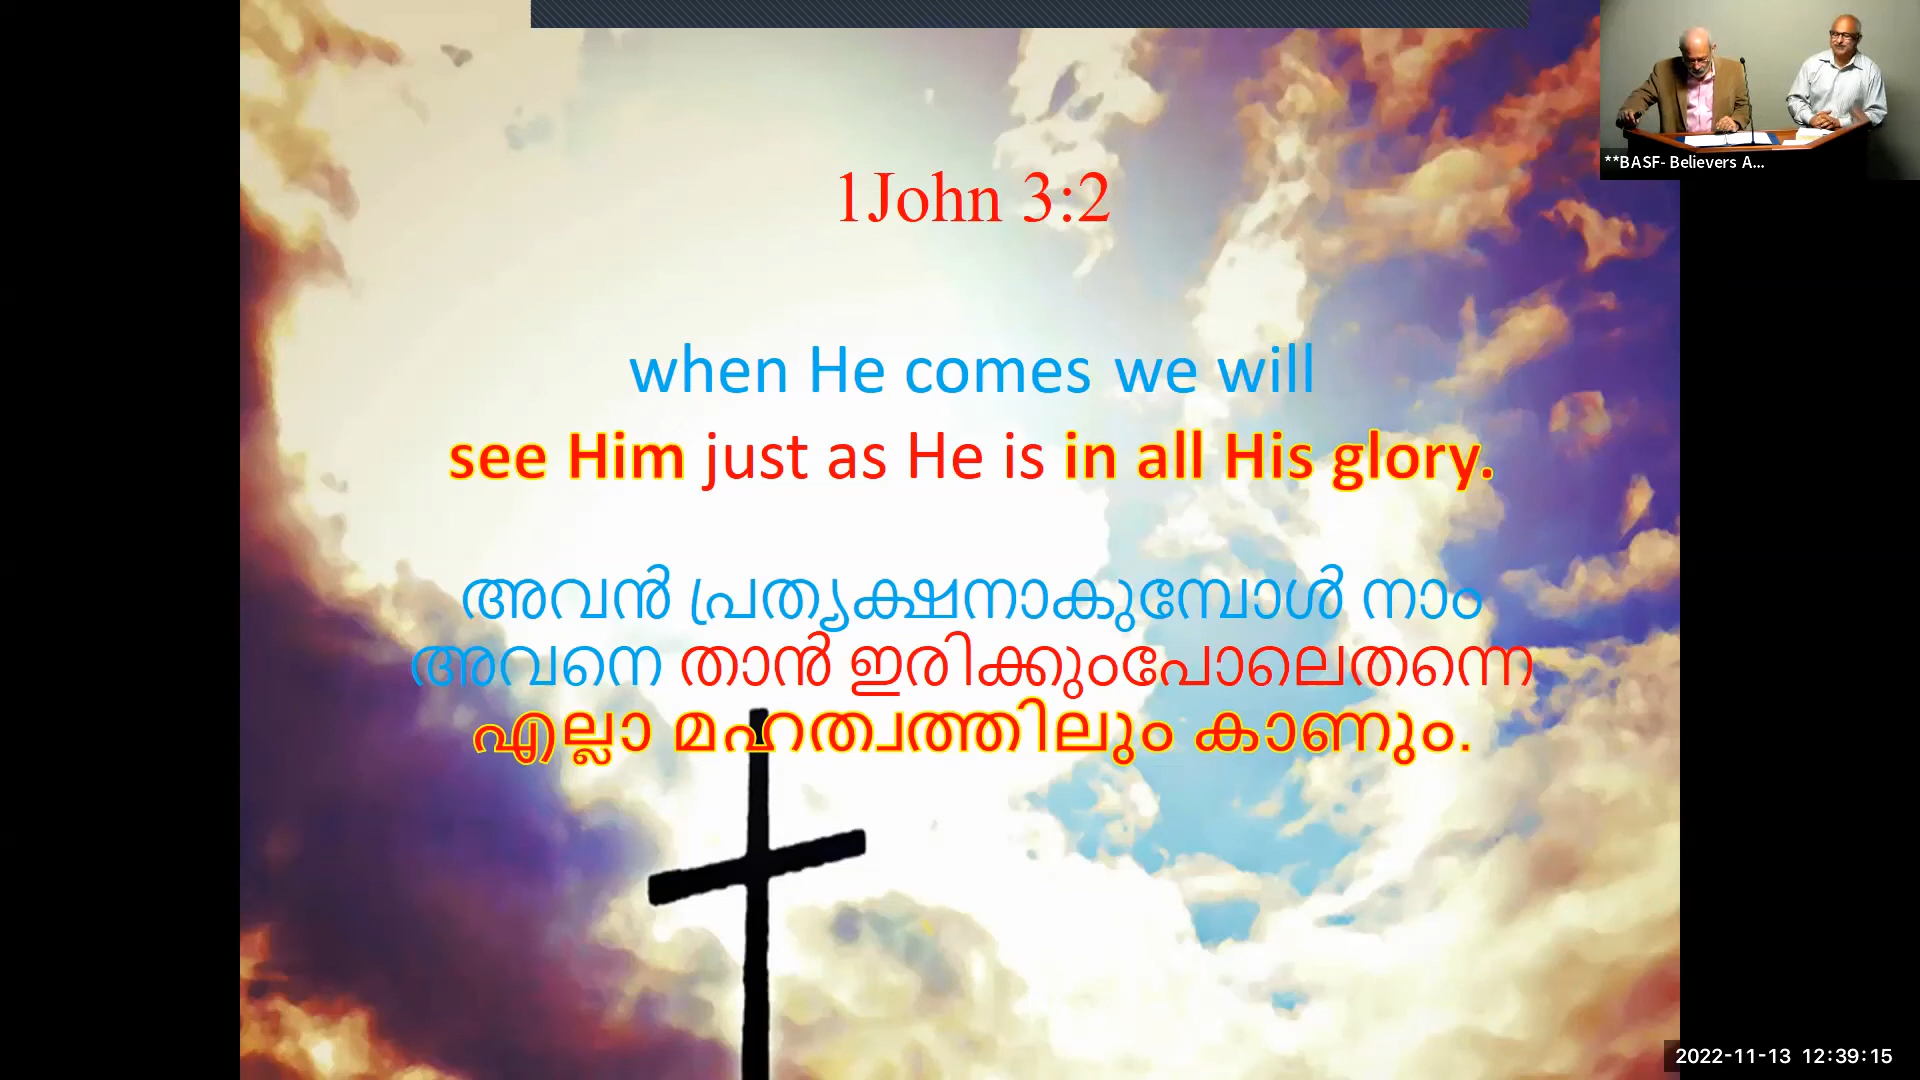 **BASF- Believers A...
1John 3:2
when He comes we will
see Him just as He is in all His glory.
അവൻ പ്രത്യക്ഷനാകുമ്പോൾ നാം
അവനെ താൻ ഇരിക്കുംപോലെതന്നെ
എല്ലാ മഹത്വത്തിലും കാണും.
2022-11-13 12:39:15